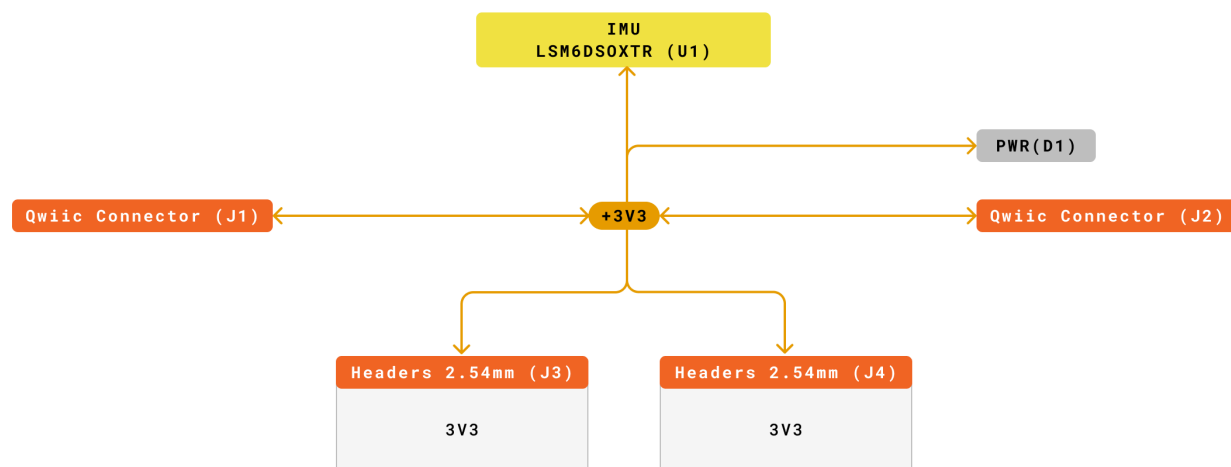 IMU
LSM6DSOXTR (U1)
PWR(D1)
Qwiic Connector (J1)
+3V3
Qwiic Connector (J2)
Headers 2.54mm (J3)
Headers 2.54mm (J4)
3V3
3V3